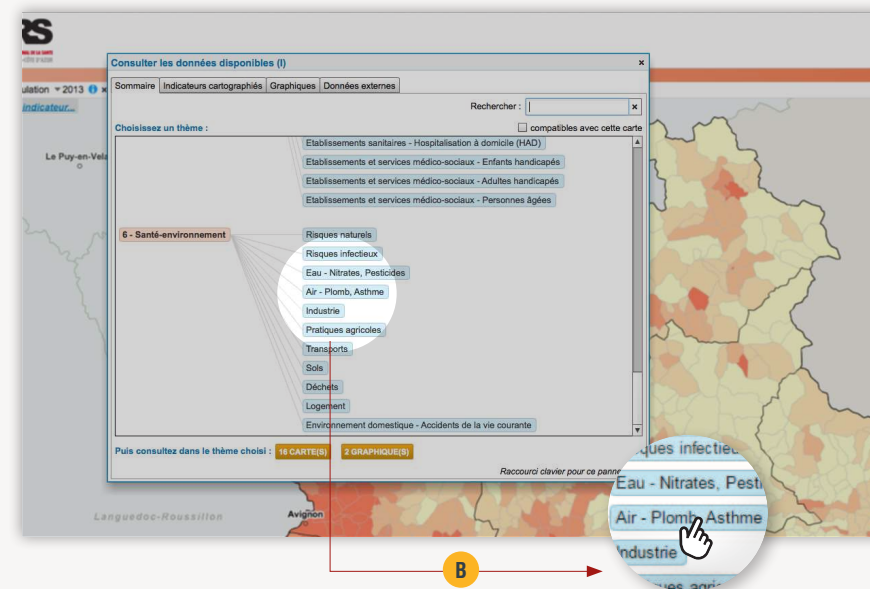 RS
Consulter les données disponibles (I) ×
Sommaire Indicateurs cartographiés Graphiques Données externes
ulation 2013
indicateur...
Rechercher : ×
Choisissez un thème : compatibles avec cette carte
Etablissements sanitaires - Hospitalisation à domicile (HAD)
Etablissements et services médico-sociaux - Enfants handicapés
Le Puy-en-Vela
Etablissements et services médico-sociaux - Adultes handicapés
Etablissements et services médico-sociaux - Personnes âgées
6 - Santé-environnement
Risques naturels
Risques infectieux
Eau - Nitrates, Pesticides
Air - Plomb, Asthme
Industrie
Pratiques agricoles
Transports
Sols
Déchets
Logement
Environnement domestique - Accidents de la vie courante
Puis consultez dans le thème choisi : 16 CARTE(S) 2 GRAPHIQUE(S)
Raccourci clavier pour ce panne
Languedoc-Roussillon
Avignon
ques infectieu
Eau - Nitrates, Pesti
Air - Plomb, Asthme
Industrie
ques agri
B